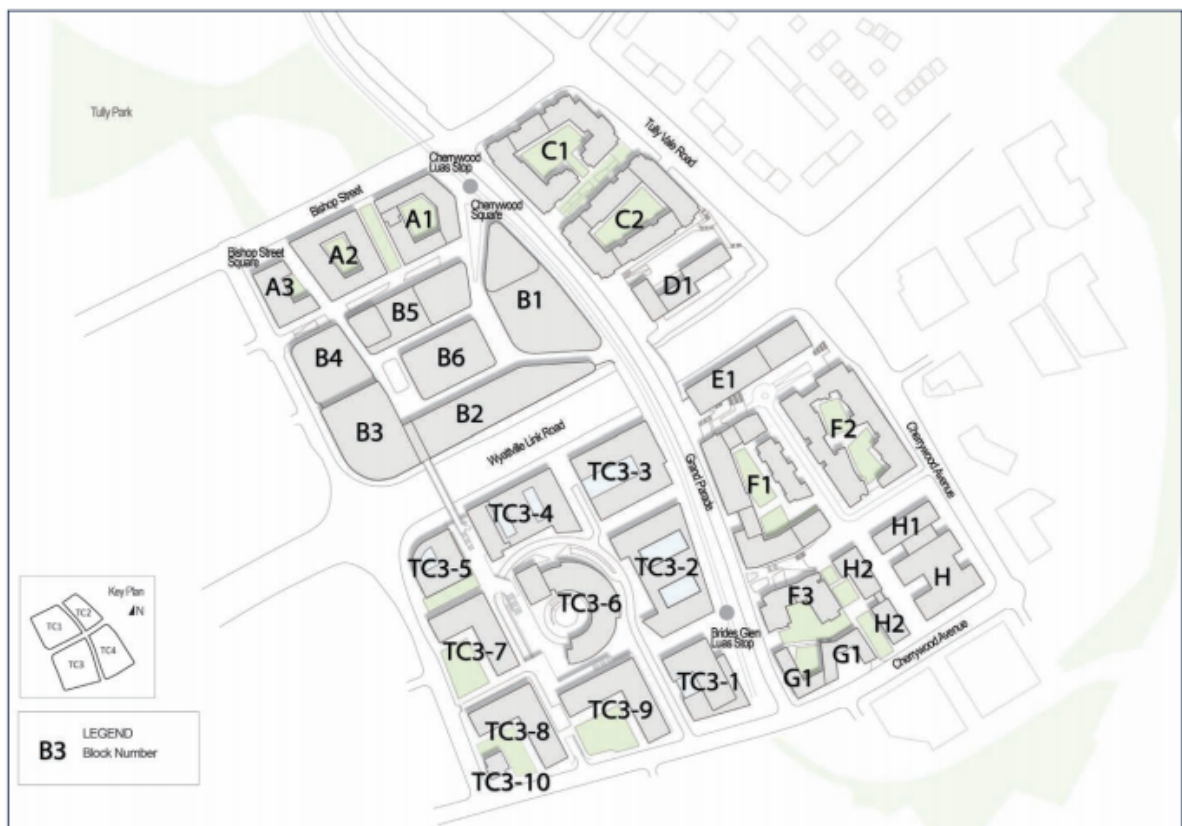 Tully Park
Tully Vale Road
C1
Cherrywood
Luas Stop
Bishop Street
Cherrywood
Square
A1
C2
Bishop Street
Square
A2
A3
D1
B5
B1
B4
B6
E1
B2
B3
F2
Cherrywood Avenue
Wyattville Link Road
TC3-3
Grand Parade
F1
TC3-4
H1
TC3-5
TC3-2
H2
H
Key Plan
N
TC2
TC1
TC3
TC4
TC3-6
F3
H2
Brides Glen
Luas Stop
TC3-7
G1
G1
Cherrywood Avenue
TC3-1
TC3-9
TC3-8
TC3-10
B3
LEGEND
Block Number